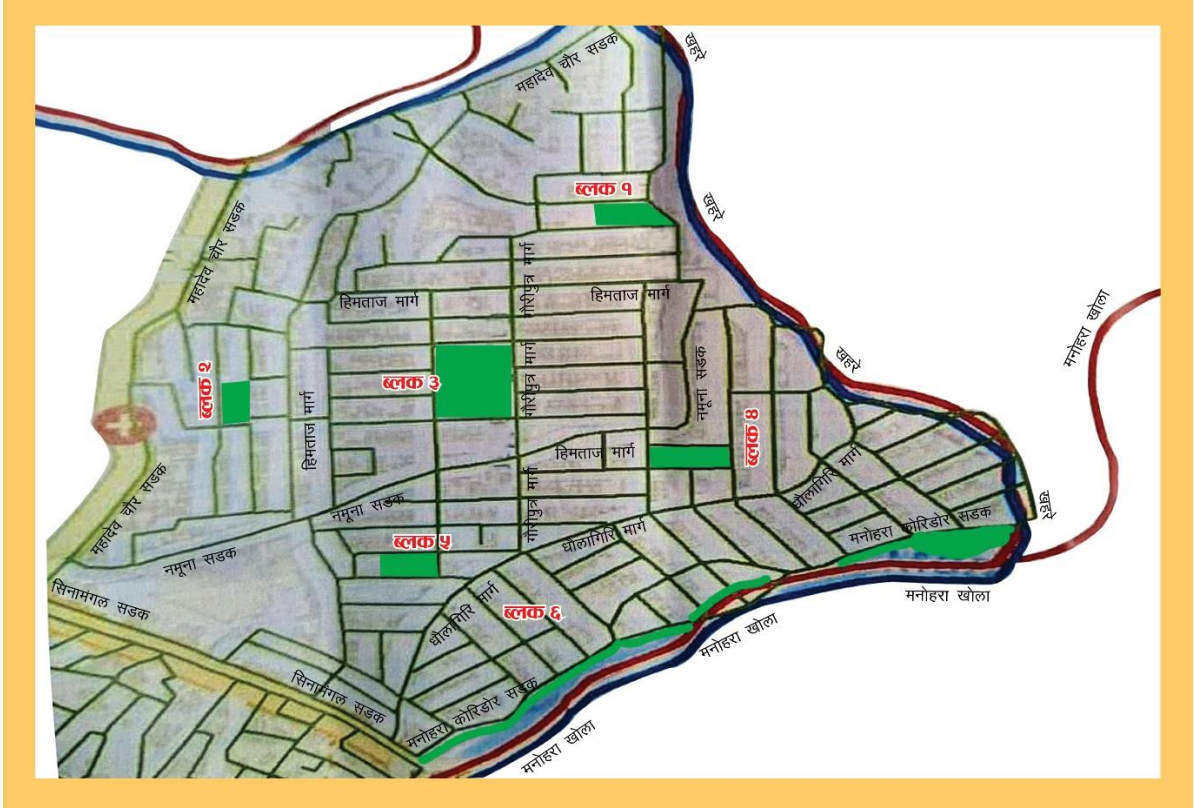 महादेव चौर सडक
खहरे
ब्लक १
खहरे
महादेव चौर सडक
गौरीपुत्र मार्ग
हिमताज मार्ग
हिमताज मार्ग
मनोहरा खोला
खहरे
ब्लक २
ब्लक ३
गौरीपुत्र मार्ग
नमूना सडक
हिमताज मार्ग
ब्लक ४
हिमताज मार्ग
धौलागिरि मार्ग
महादेव चौर सडक
नमूना सडक
गौरीपुत्र मार्ग
खहरे
नमूना सडक
ब्लक ५
धौलागिरि मार्ग
मनोहरा कोरिडोर सडक
सिनामंगल सडक
धौलागिरि मार्ग
ब्लक ६
मनोहरा खोला
मनोहरा खोला
सिनामंगल सडक
मनोहरा कोरिडोर सडक
मनोहरा खोला